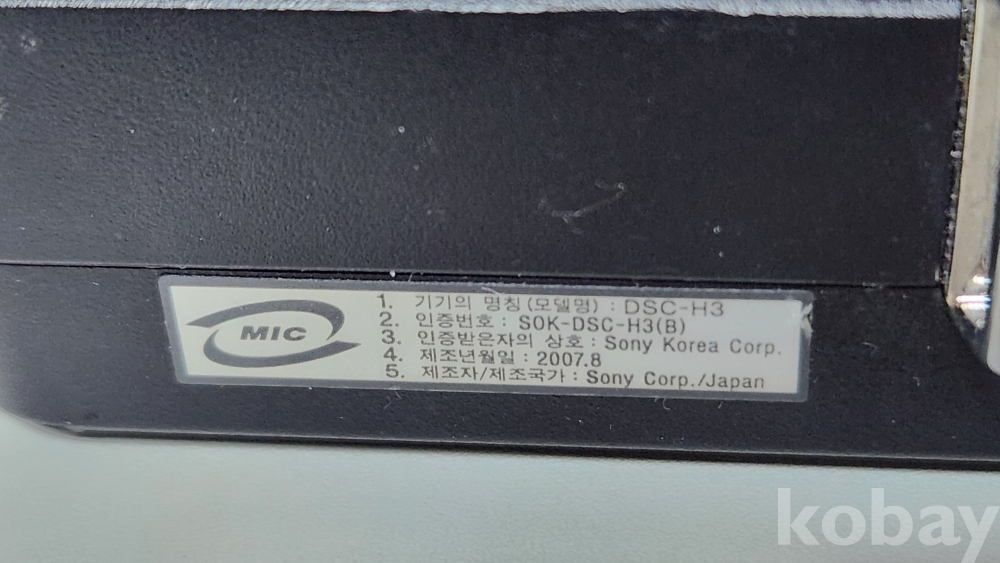 MIC
1. 기기의 명칭(모델명) : DSC-H3
2. 인증번호 : SOK-DSC-H3(B)
3. 인증받은자의 상호 : Sony Korea Corp.
4. 제조년월일 : 2007.8
5. 제조자/제조국가 : Sony Corp./Japan
kobay